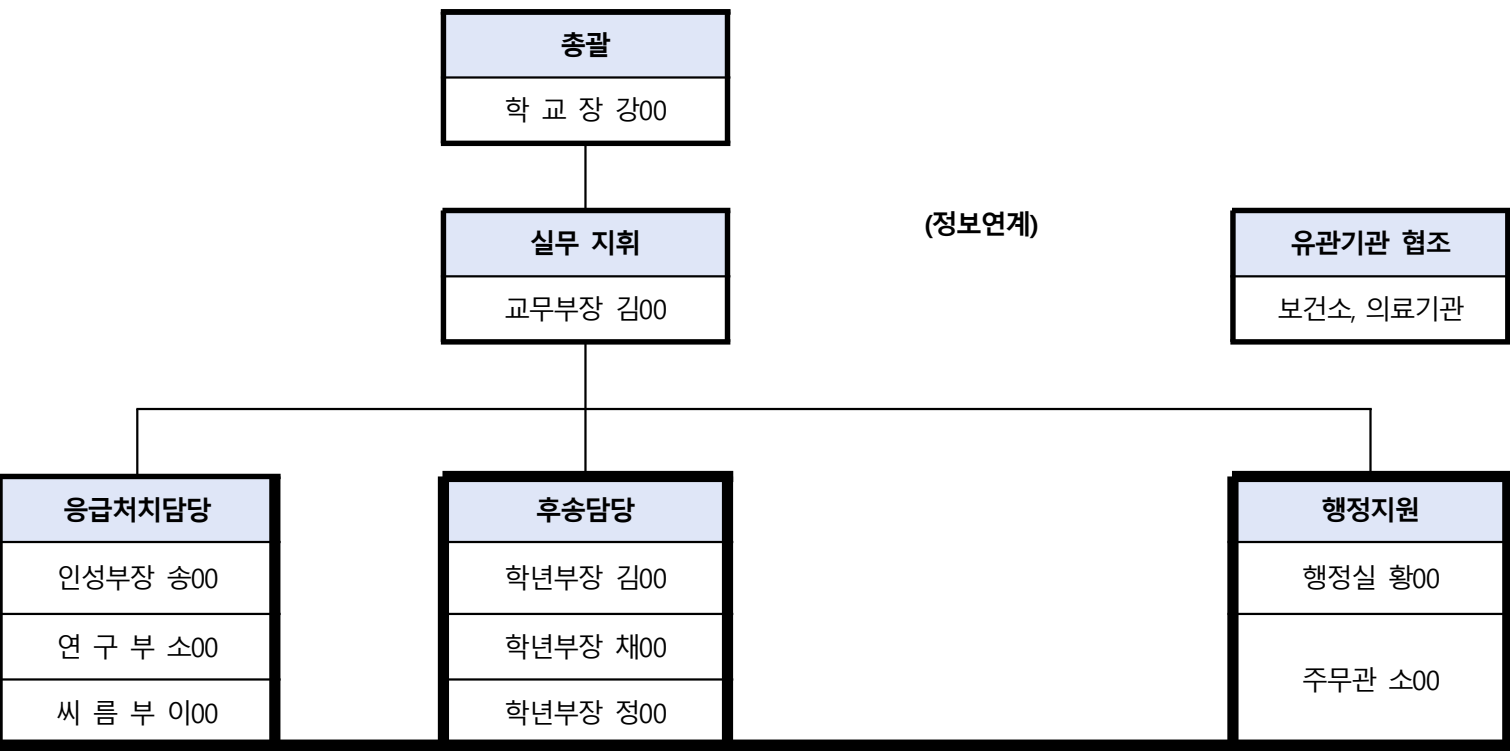 총괄
학 교 장 강00
실무 지휘
교무부장 김00
(정보연계)
유관기관 협조
보건소, 의료기관
응급처치담당
인성부장 송00
연 구 부 소00
씨 름 부 이00
후송담당
학년부장 김00
학년부장 채00
학년부장 정00
행정지원
행정실 황00
주무관 소00